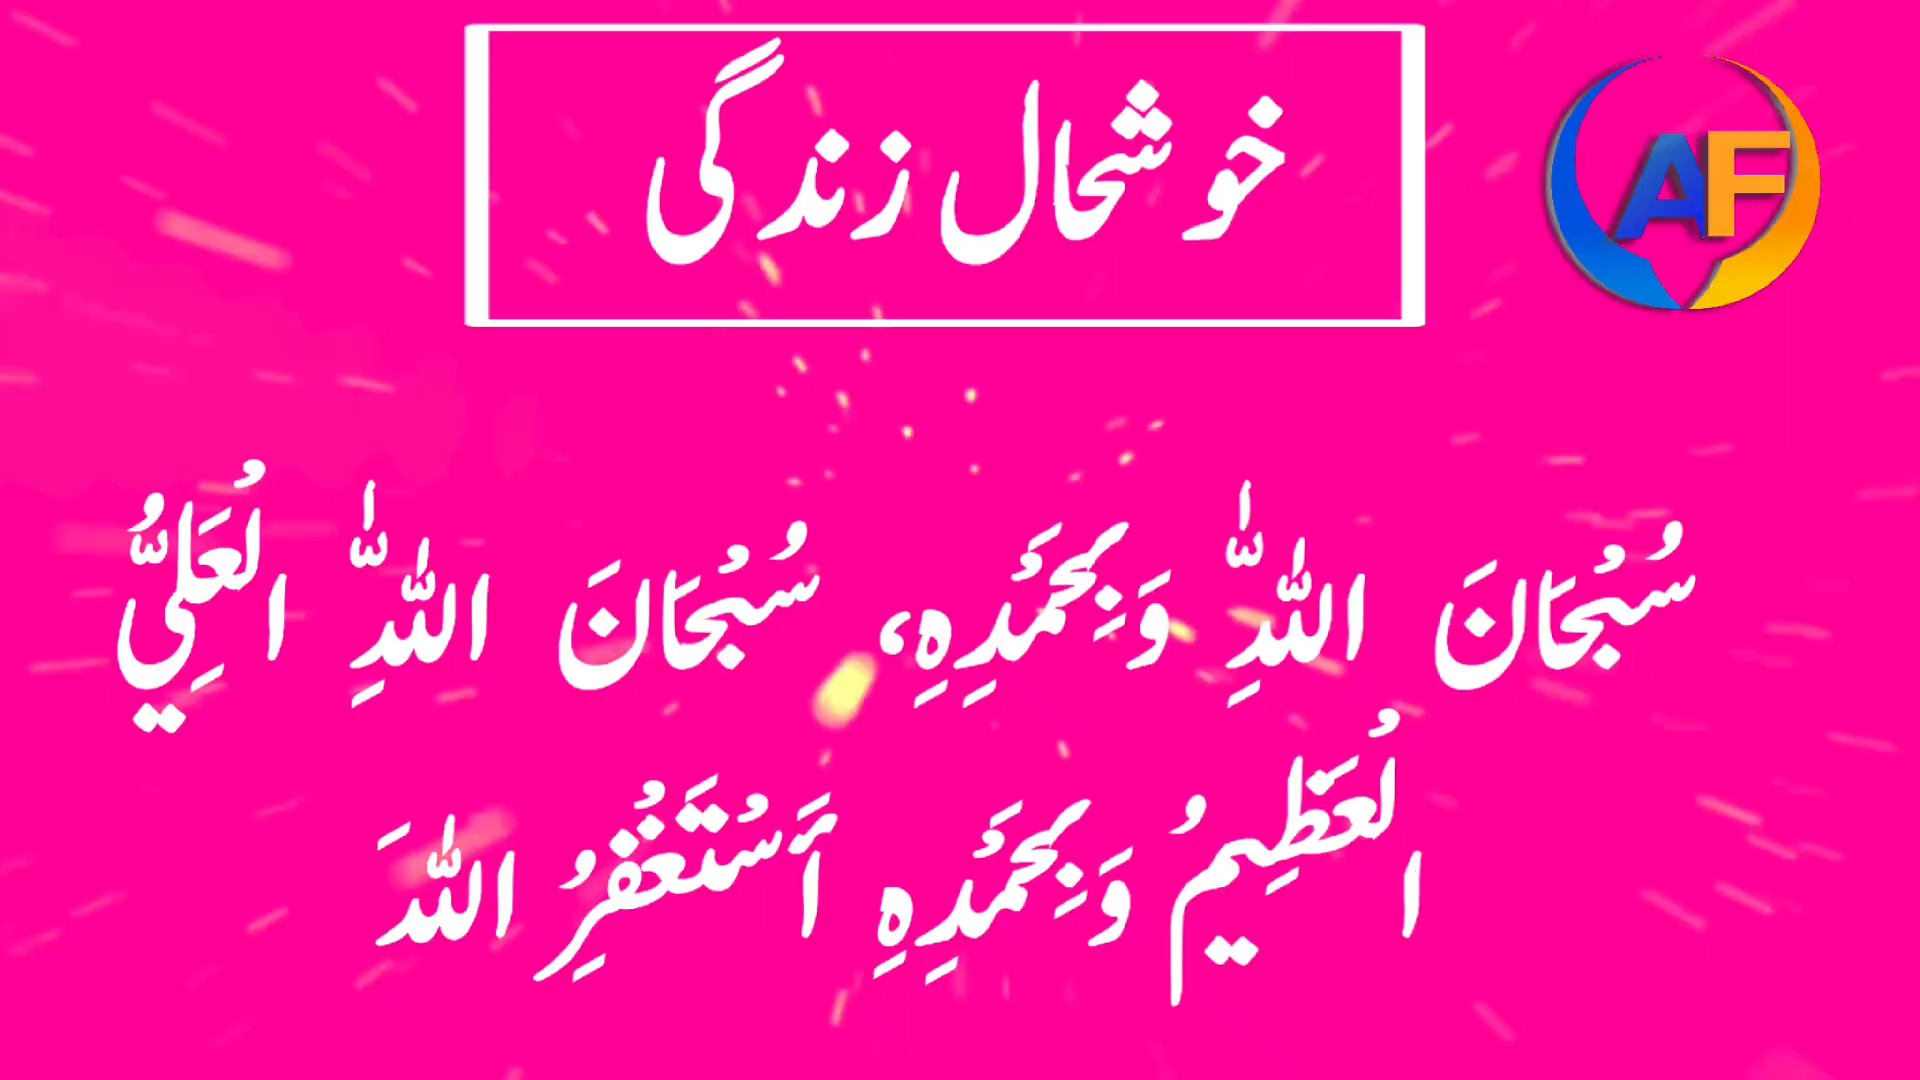 خوشحال زندگی
AF
سُبْحَانَ اللّٰهِ وَبِحَمْدِهِ، سُبْحَانَ اللّٰهِ الْعَلِيُّ
الْعَظِيمُ وَبِحَمْدِهِ أَسْتَغْفِرُ اللّٰهَ